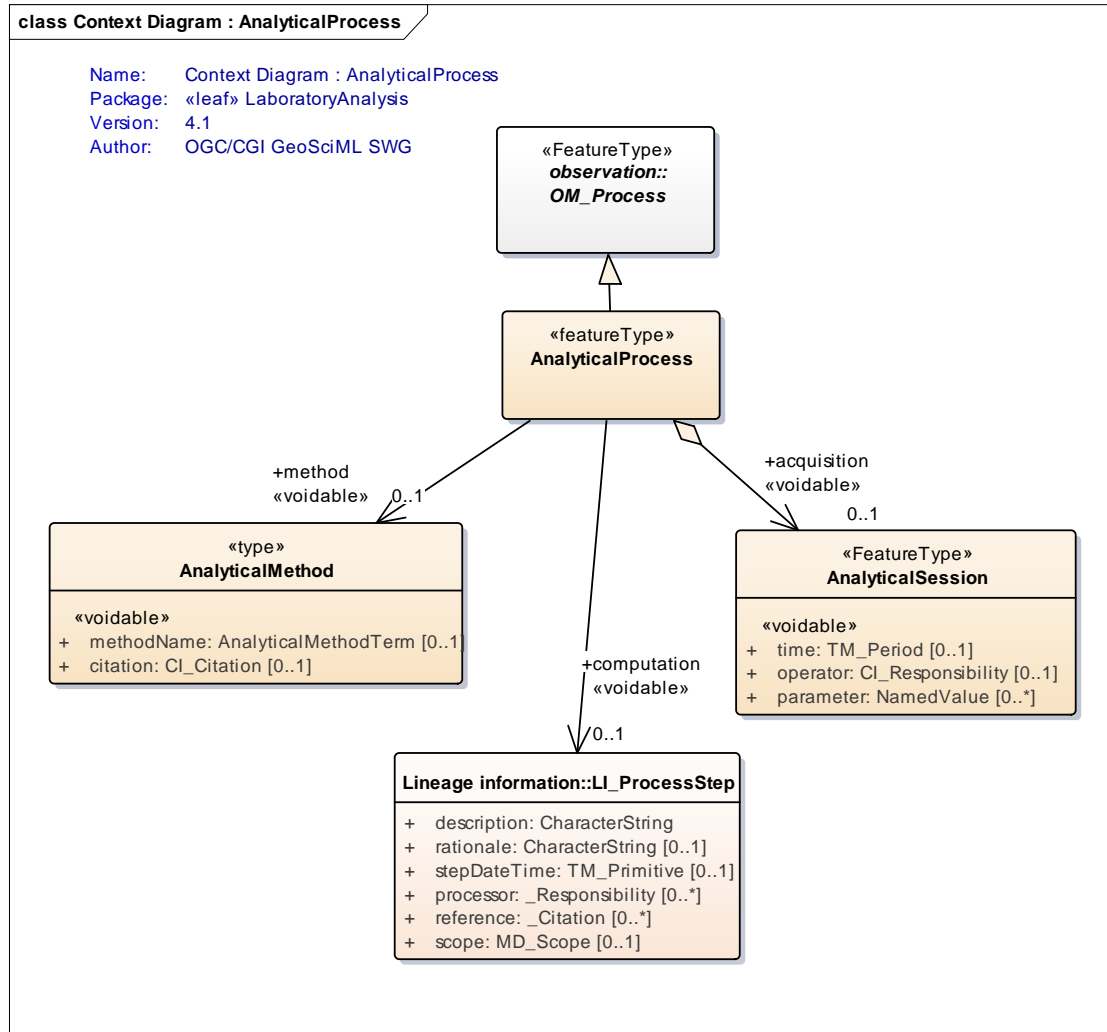 class Context Diagram : AnalyticalProcess
Name: Context Diagram : AnalyticalProcess
Package: «leaf» LaboratoryAnalysis
Version: 4.1
Author: OGC/CGI GeoSciML SWG
«FeatureType»
observation::
OM_Process
«featureType»
AnalyticalProcess
+method
«voidable»
0..1
+acquisition
«voidable»
0..1
«type»
AnalyticalMethod
«voidable»
+ methodName: AnalyticalMethodTerm [0..1]
+ citation: CI_Citation [0..1]
«FeatureType»
AnalyticalSession
«voidable»
+ time: TM_Period [0..1]
+ operator: CI_Responsibility [0..1]
+ parameter: NamedValue [0..*]
+computation
«voidable»
0..1
Lineage information::LI_ProcessStep
+ description: CharacterString
+ rationale: CharacterString [0..1]
+ stepDateTime: TM_Primitive [0..1]
+ processor: _Responsibility [0..*]
+ reference: _Citation [0..*]
+ scope: MD_Scope [0..1]